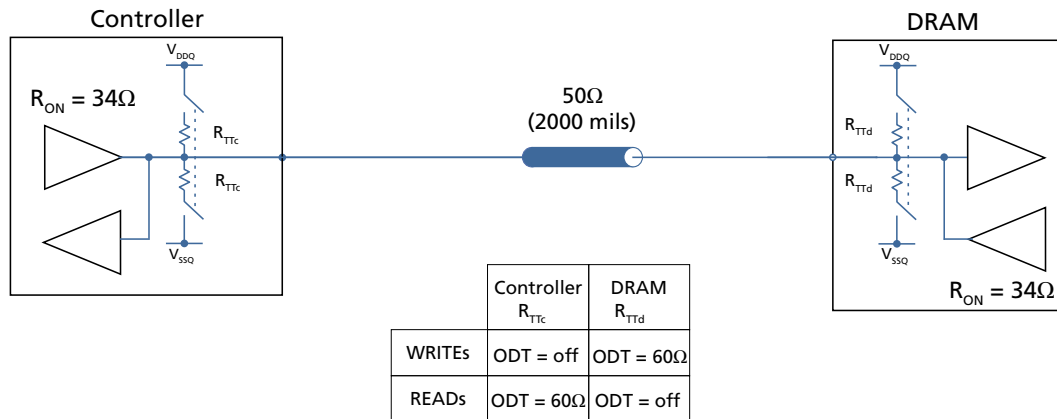 Controller
DRAM
V_DDQ
V_DDQ
R_ON = 34Ω
50Ω
(2000 mils)
R_TTc
R_TTd
R_TTc
R_TTd
V_SSQ
V_SSQ
R_ON = 34Ω
Controller R_TTc
DRAM R_TTd
WRITEs ODT = off ODT = 60Ω
READs ODT = 60Ω ODT = off